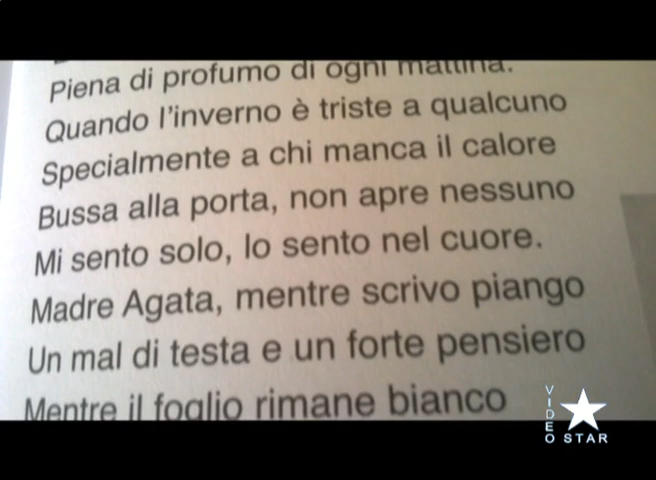 Piena di profumo di ogni mattina.
Quando l'inverno è triste a qualcuno
Specialmente a chi manca il calore
Bussa alla porta, non apre nessuno
Mi sento solo, lo sento nel cuore.
Madre Agata, mentre scrivo piango
Un mal di testa e un forte pensiero
Mentre il foglio rimane bianco
VIDEO STAR